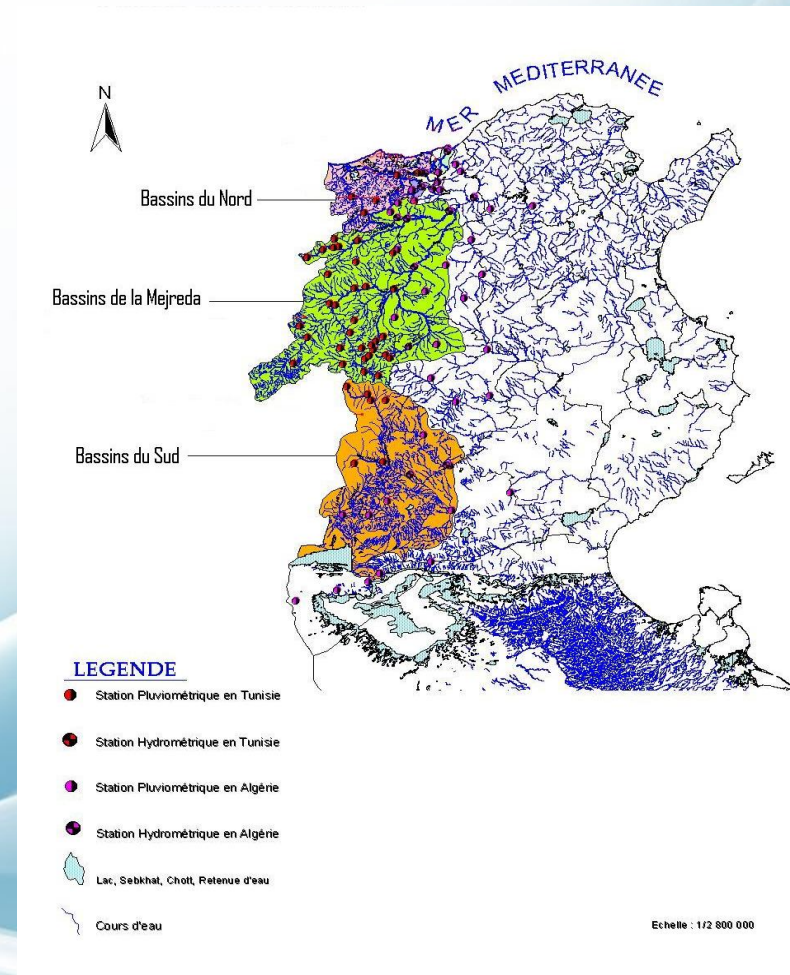 MER MEDITERRANEE
N
Bassins du Nord
Bassins de la Mejreda
Bassins du Sud
LEGENDE
Station Pluviométrique en Tunisie
Station Hydrométrique en Tunisie
Station Pluviométrique en Algérie
Station Hydrométrique en Algérie
Lac, Sebkhat, Chott, Retenue d'eau
Cours d'eau
Echelle : 1/2 800 000